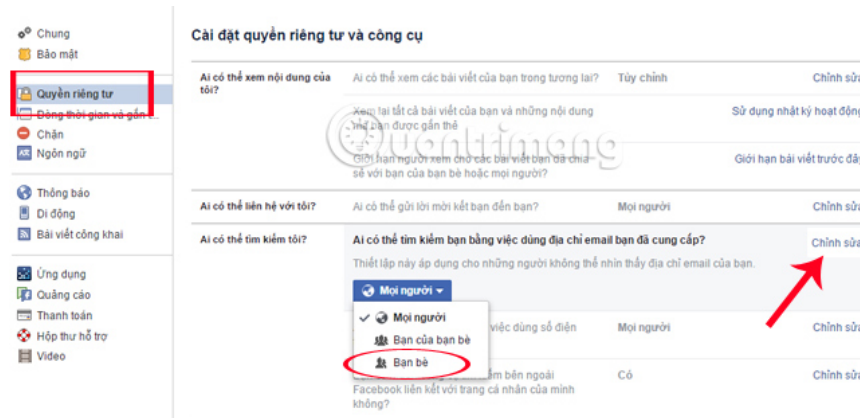 Chung
Bảo mật
Quyền riêng tư
Dòng thời gian và gắn t...
Chặn
Ngôn ngữ
Thông báo
Di động
Bài viết công khai
Ứng dụng
Quảng cáo
Thanh toán
Hộp thư hỗ trợ
Video
Cài đặt quyền riêng tư và công cụ
Ai có thể xem nội dung của
tôi?
Ai có thể xem các bài viết của bạn trong tương lai? Tùy chỉnh Chỉnh sửa
Xem lại tất cả bài viết của bạn và những nội dung
mà bạn được gắn thẻ
Sử dụng nhật ký hoạt động
Quantrimang
Giới hạn người xem cho các bài viết bạn đã chia
sẻ với bạn của bạn bè hoặc mọi người?
Giới hạn bài viết trước đây
Ai có thể liên hệ với tôi? Ai có thể gửi lời mời kết bạn đến bạn? Mọi người Chỉnh sửa
Ai có thể tìm kiếm tôi? Ai có thể tìm kiếm bạn bằng việc dùng địa chỉ email bạn đã cung cấp? Chỉnh sửa
Thiết lập này áp dụng cho những người không thể nhìn thấy địa chỉ email của bạn.
Mọi người
Mọi người
Bạn của bạn bè
Bạn bè
việc dùng số điện Mọi người Chỉnh sửa
kiếm bên ngoài Có Chỉnh sửa
Facebook liên kết với trang cá nhân của mình
không?